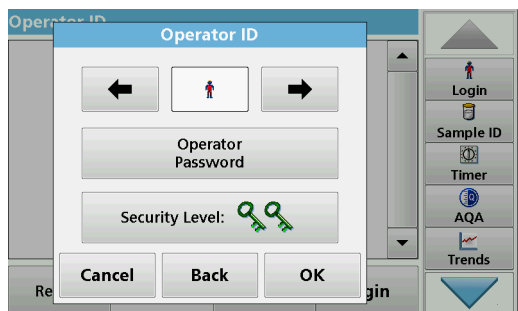 Operator ID
Operator ID
Login
Sample ID
Operator
Password
Timer
AQA
Security Level:
Trends
Cancel
Back
OK